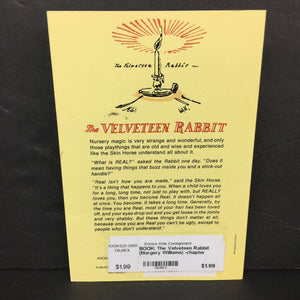 The Velveteen Rabbit
The VELVETEEN RABBIT
Nursery magic is very strange and wonderful, and only
those playthings that are old and wise and experienced
like the Skin Horse understand all about it.
"What is REAL?" asked the Rabbit one day. "Does it
mean having things that buzz inside you and a stick-out
handle?"
"Real isn't how you are made," said the Skin Horse.
"It's a thing that happens to you. When a child loves you
for a long, long time, not just to play with, but REALLY
loves you, then you become Real. It doesn't happen all
at once. You become. It takes a long time. Generally, by
the time you are Real, most of your hair has been loved
off, and your eyes drop out and you get loose in the joints
and very shabby. But these things don't matter at all,
because once you are Real you can't be ugly, except to
people who don't understand."
Encore Kids Consignment
BOOK: The Velveteen Rabbit
(Margery Williams) -chapter
$1.99
$1.99